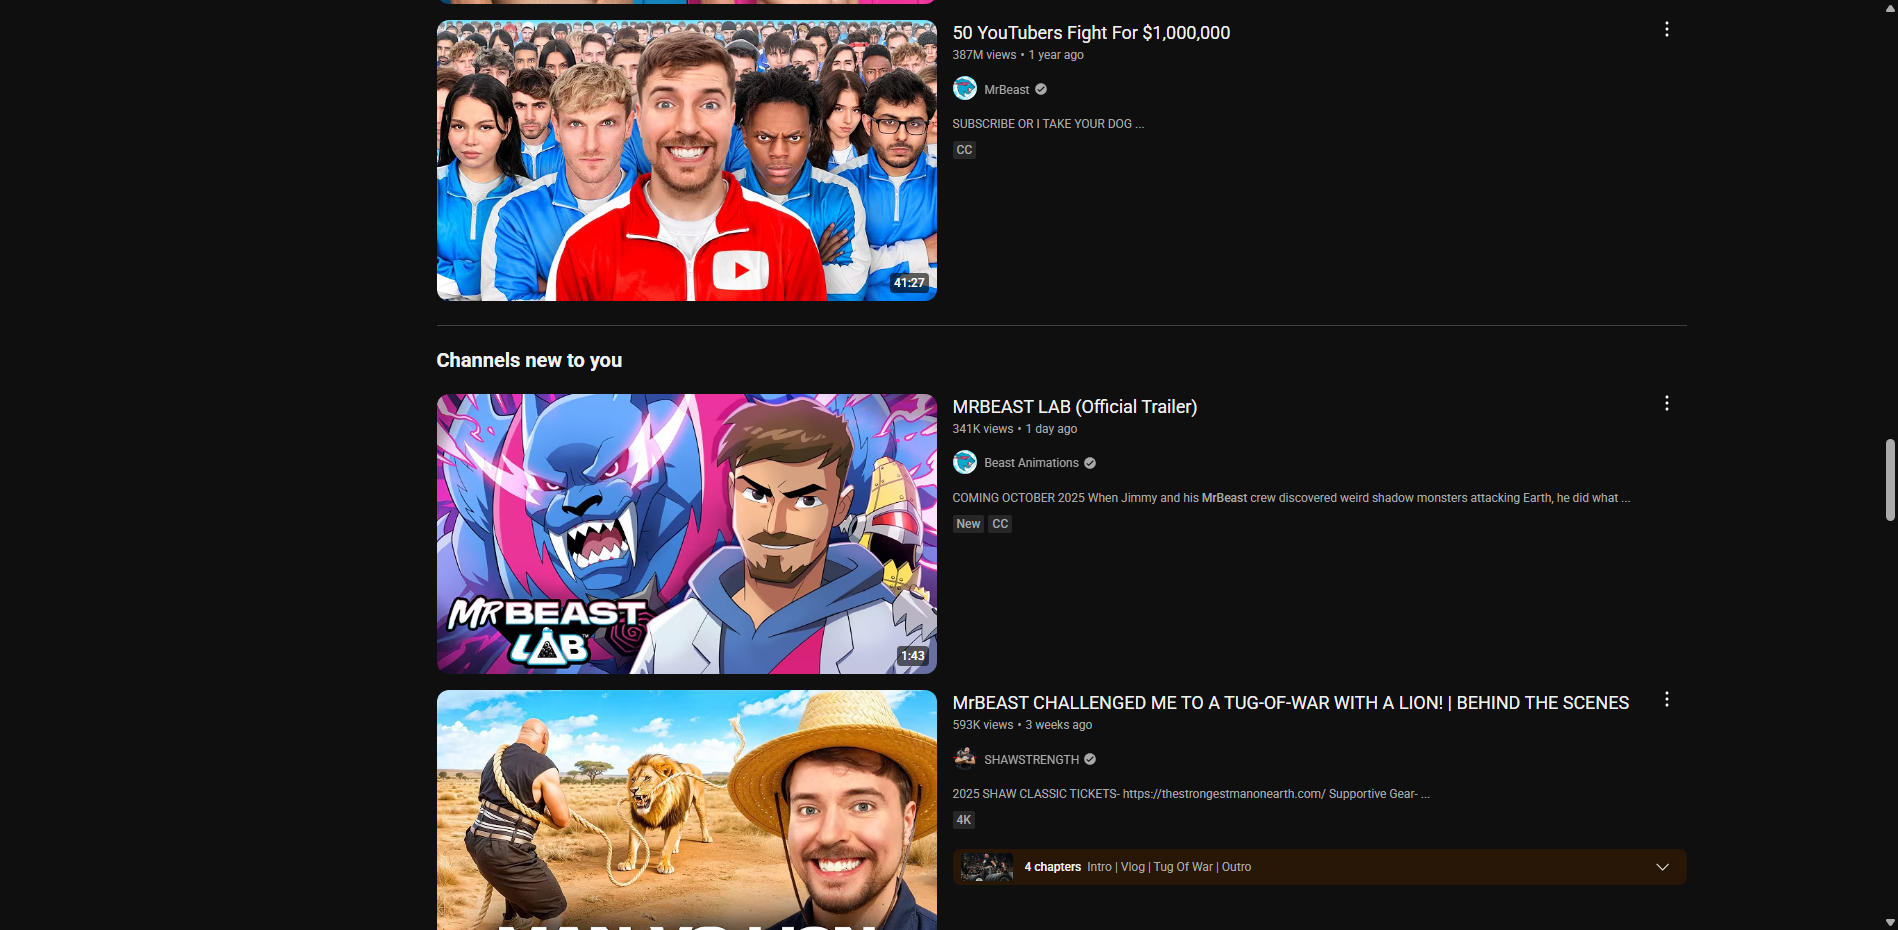 50 YouTubers Fight For $1,000,000
387M views • 1 year ago
MrBeast
SUBSCRIBE OR I TAKE YOUR DOG ...
CC
41:27
Channels new to you
MRBEAST LAB (Official Trailer)
341K views • 1 day ago
Beast Animations
COMING OCTOBER 2025 When Jimmy and his MrBeast crew discovered weird shadow monsters attacking Earth, he did what ...
New CC
MRBEAST
LAB
1:43
MrBEAST CHALLENGED ME TO A TUG-OF-WAR WITH A LION! | BEHIND THE SCENES
593K views • 3 weeks ago
SHAWSTRENGTH
2025 SHAW CLASSIC TICKETS- https://thestrongestmanonearth.com/ Supportive Gear- ...
4K
4 chapters Intro | Vlog | Tug Of War | Outro